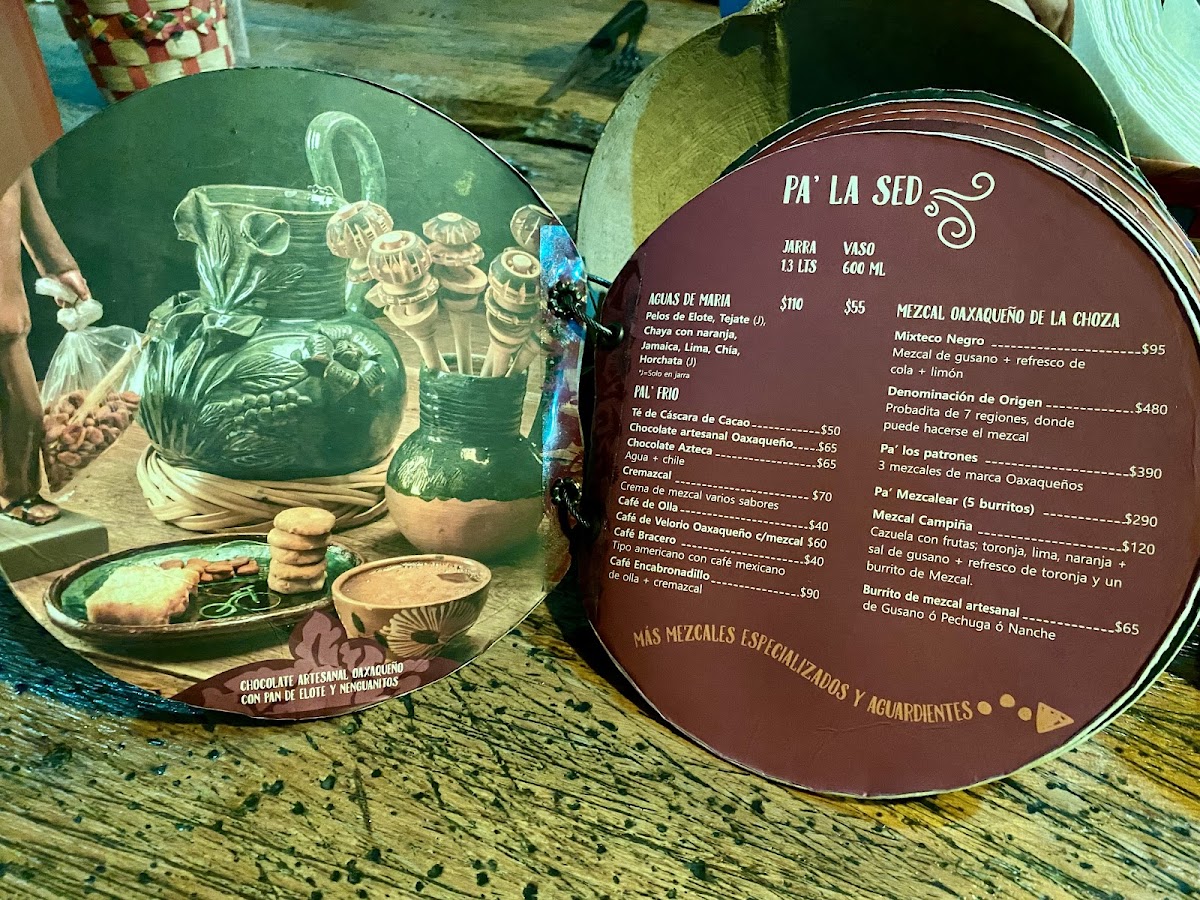 CHOCOLATE ARTESANAL OAXAQUEÑO
CON PAN DE ELOTE Y NENGUANITOS
PA' LA SED
JARRA VASO
1.3 LTS 600 ML
AGUAS DE MARIA $110 $55
Pelos de Elote, Tejate (J),
Chaya con naranja,
Jamaica, Lima, Chía,
Horchata (J)
*J=Solo en jarra
PAL' FRIO
Té de Cáscara de Cacao $50
Chocolate artesanal Oaxaqueño $65
Chocolate Azteca $65
Agua + chile
Cremazcal $70
Crema de mezcal varios sabores
Café de Olla $40
Café de Velorio Oaxaqueño c/mezcal $60
Café Bracero $40
Tipo americano con café mexicano
Café Encabronadillo $90
de olla + cremazcal
MEZCAL OAXAQUEÑO DE LA CHOZA
Mixteco Negro $95
Mezcal de gusano + refresco de
cola + limón
Denominación de Origen $480
Probadita de 7 regiones, donde
puede hacerse el mezcal
Pa' los patrones $390
3 mezcales de marca Oaxaqueños
Pa' Mezcalear (5 burritos) $290
Mezcal Campiña $120
Cazuela con frutas; toronja, lima, naranja +
sal de gusano + refresco de toronja y un
burrito de Mezcal.
Burrito de mezcal artesanal $65
de Gusano ó Pechuga ó Nanche
MÁS MEZCALES ESPECIALIZADOS Y AGUARDIENTES